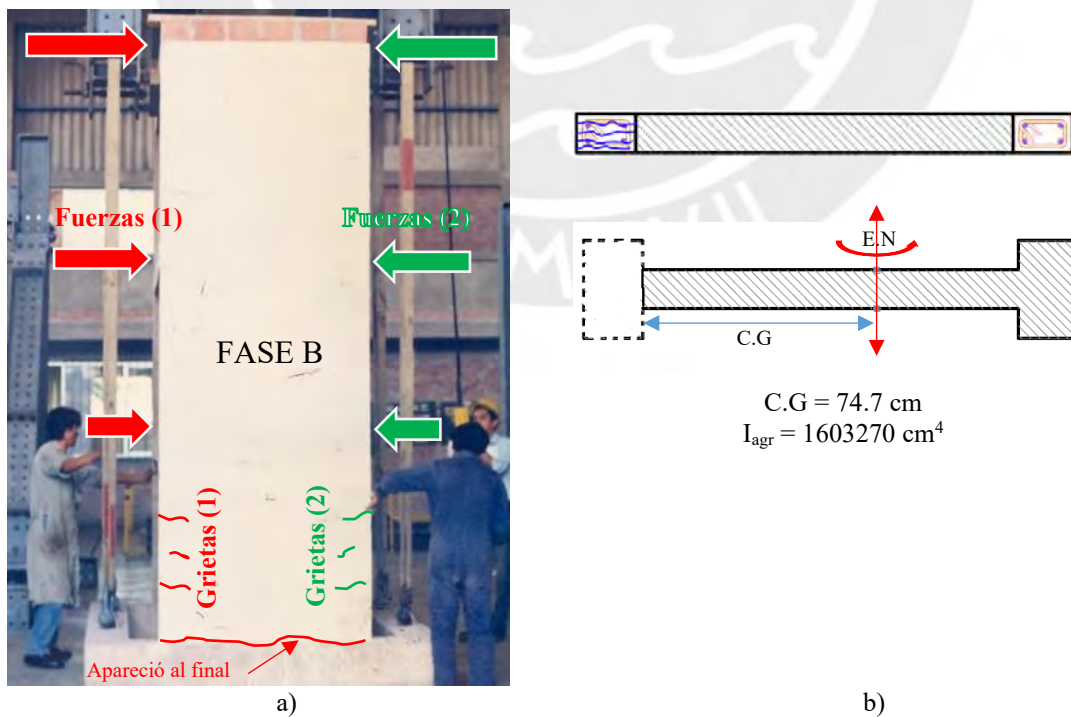 Fuerzas (1)
Fuerzas (2)
FASE B
Grietas (1)
Grietas (2)
Apareció al final
a)
E.N
C.G
C.G = 74.7 cm
Iagr = 1603270 cm⁴
b)